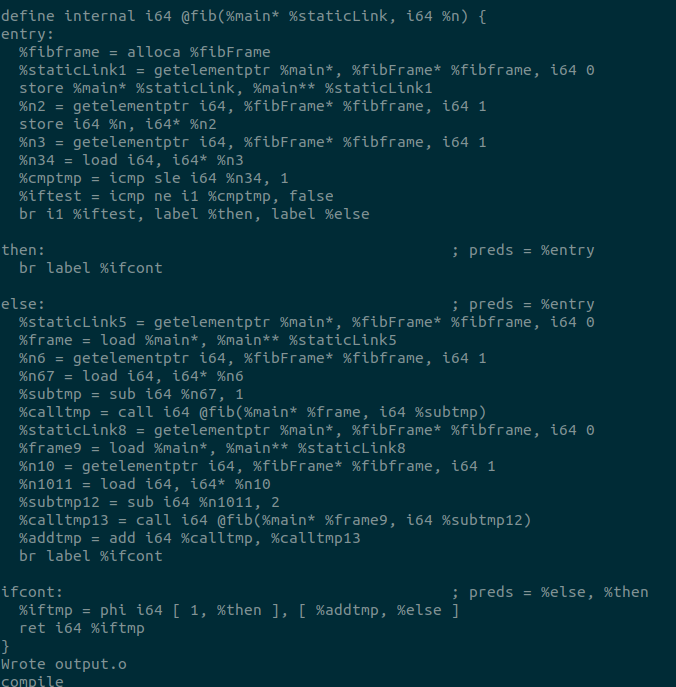 define internal i64 @fib(%main* %staticLink, i64 %n) {
entry:
  %fibframe = alloca %fibFrame
  %staticLink1 = getelementptr %main*, %fibFrame* %fibframe, i64 0
  store %main* %staticLink, %main** %staticLink1
  %n2 = getelementptr i64, %fibFrame* %fibframe, i64 1
  store i64 %n, i64* %n2
  %n3 = getelementptr i64, %fibFrame* %fibframe, i64 1
  %n34 = load i64, i64* %n3
  %cmptmp = icmp sle i64 %n34, 1
  %iftest = icmp ne i1 %cmptmp, false
  br i1 %iftest, label %then, label %else

then:                                             ; preds = %entry
  br label %ifcont

else:                                             ; preds = %entry
  %staticLink5 = getelementptr %main*, %fibFrame* %fibframe, i64 0
  %frame = load %main*, %main** %staticLink5
  %n6 = getelementptr i64, %fibFrame* %fibframe, i64 1
  %n67 = load i64, i64* %n6
  %subtmp = sub i64 %n67, 1
  %calltmp = call i64 @fib(%main* %frame, i64 %subtmp)
  %staticLink8 = getelementptr %main*, %fibFrame* %fibframe, i64 0
  %frame9 = load %main*, %main** %staticLink8
  %n10 = getelementptr i64, %fibFrame* %fibframe, i64 1
  %n1011 = load i64, i64* %n10
  %subtmp12 = sub i64 %n1011, 2
  %calltmp13 = call i64 @fib(%main* %frame9, i64 %subtmp12)
  %addtmp = add i64 %calltmp, %calltmp13
  br label %ifcont

ifcont:                                           ; preds = %else, %then
  %iftmp = phi i64 [ 1, %then ], [ %addtmp, %else ]
  ret i64 %iftmp
}
Wrote output.o
compile